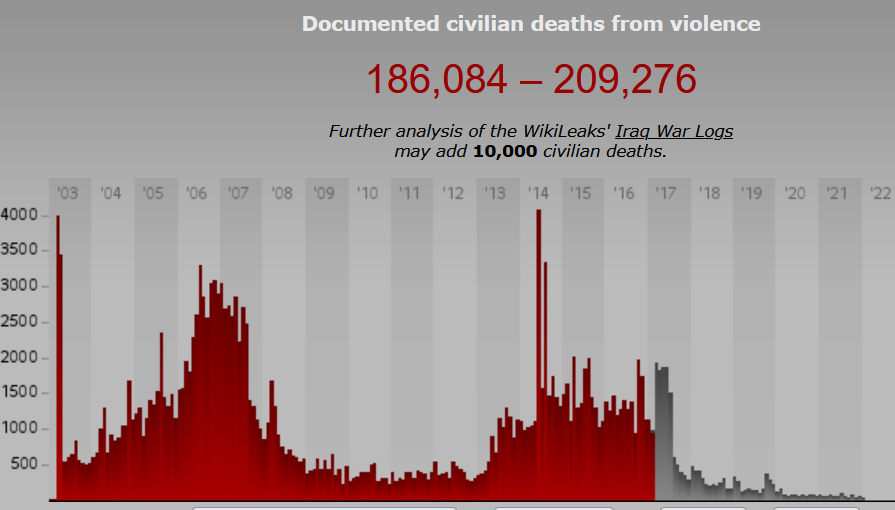 Documented civilian deaths from violence
186,084 – 209,276
Further analysis of the WikiLeaks' Iraq War Logs
may add 10,000 civilian deaths.
'03 '04 '05 '06 '07 '08 '09 '10 '11 '12 '13 '14 '15 '16 '17 '18 '19 '20 '21 '22
4000
3500
3000
2500
2000
1500
1000
500